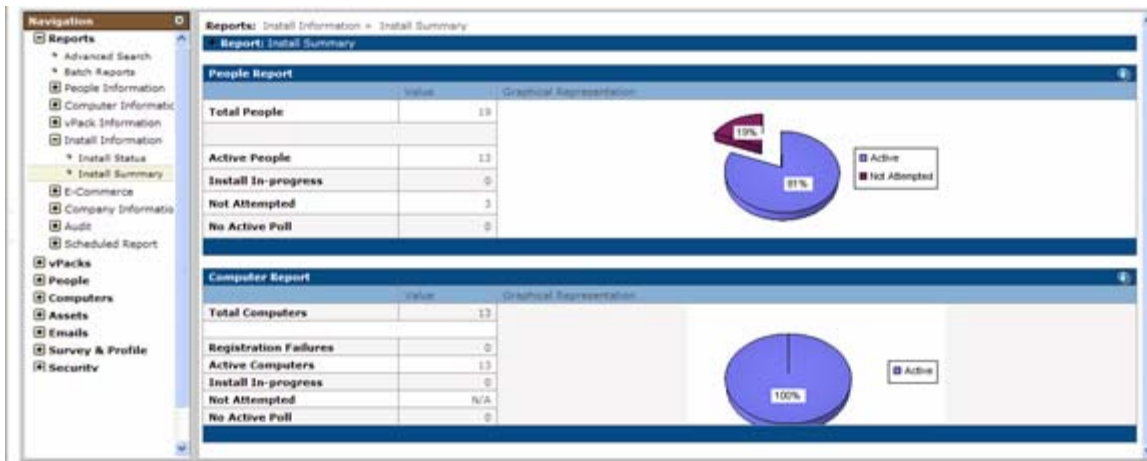 Navigation
Reports
Advanced Search
Batch Reports
People Information
Computer Informatic
vPack Information
Install Information
Install Status
Install Summary
E-Commerce
Company Informatio
Audit
Scheduled Report
vPacks
People
Computers
Assets
Emails
Survey & Profile
Security
Reports: Install Information » Install Summary
Report: Install Summary
People Report
Value Graphical Representation
Total People
Active People 13
Install In-progress 0
Not Attempted 3
No Active Poll 0
19%
81%
Active
Not Attempted
Computer Report
Value Graphical Representation
Total Computers 13
Registration Failures 0
Active Computers 13
Install In-progress 0
Not Attempted N/A
No Active Poll 0
100%
Active